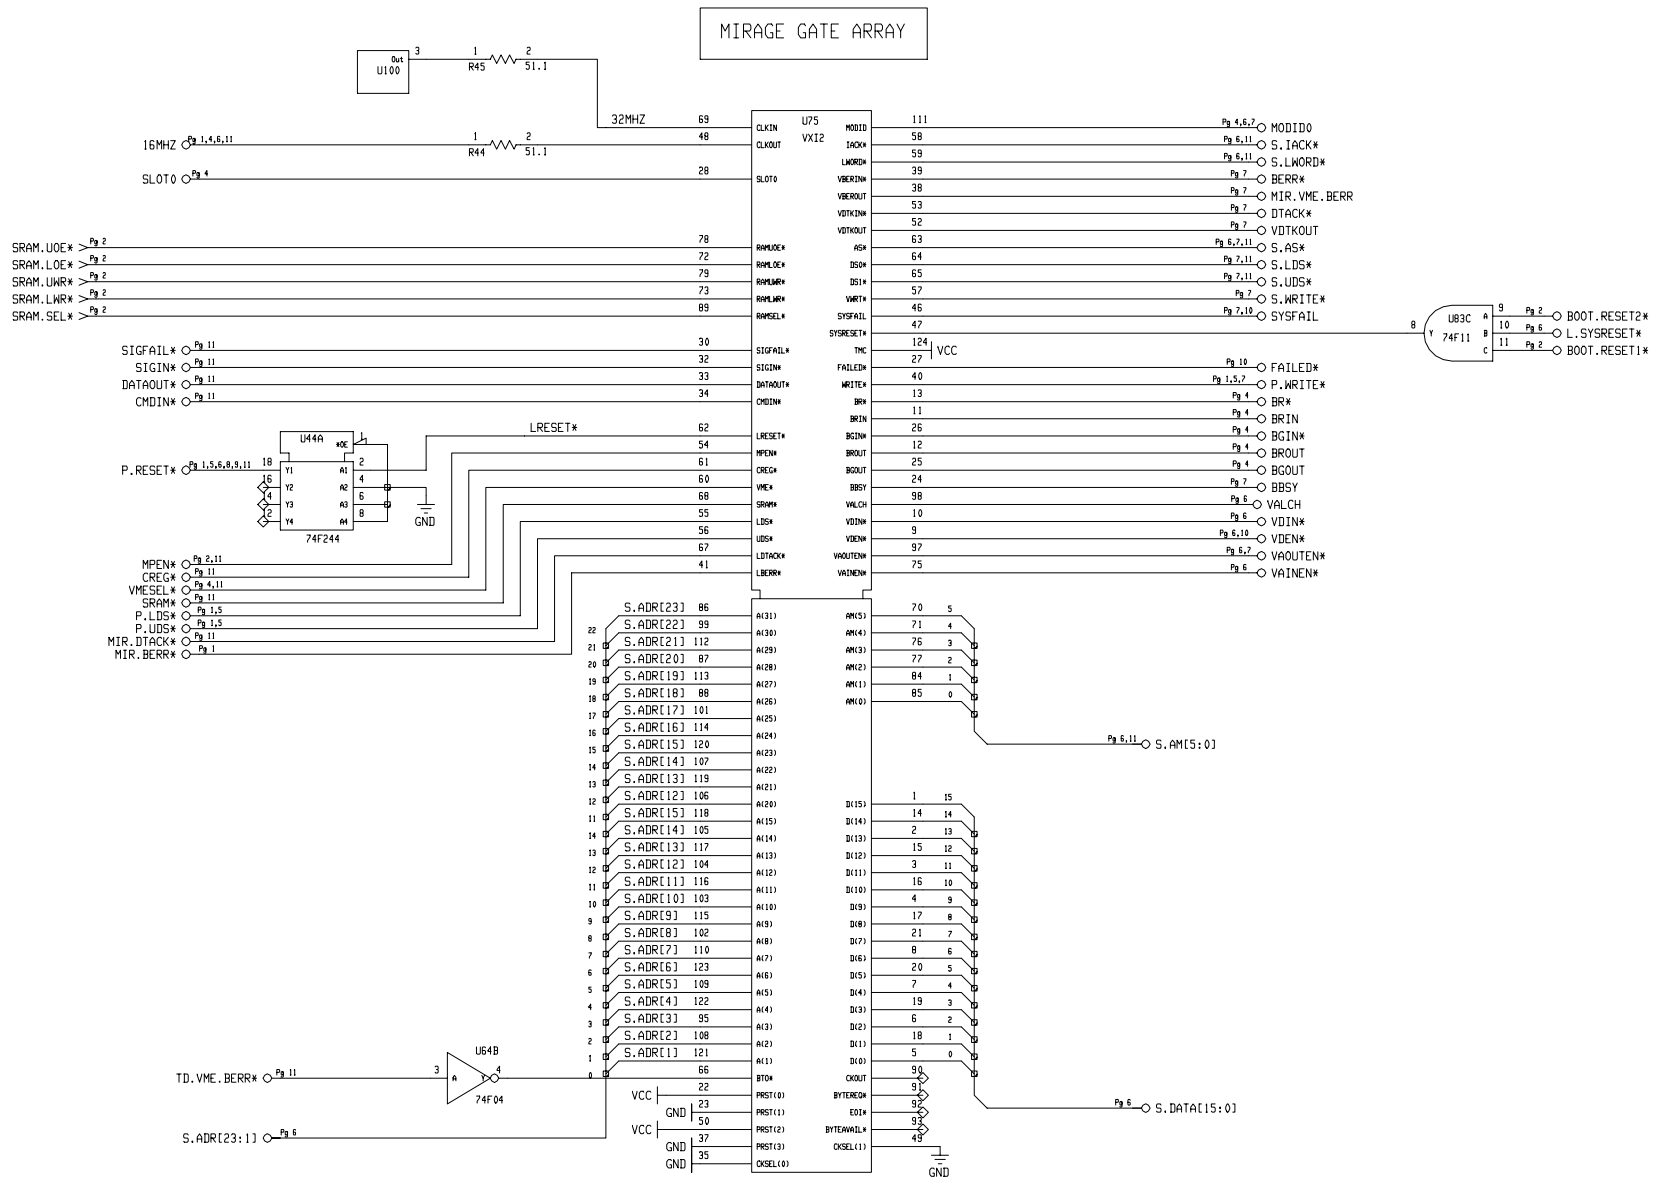 MIRAGE GATE ARRAY
Out
U100
3
1
R45
2
51.1
32MHZ
16MHZ
Pg 1,4,6,11
1
R44
2
51.1
SLOT0 Pg 4
SRAM.UOE* Pg 2
SRAM.LOE* Pg 2
SRAM.UWR* Pg 2
SRAM.LWR* Pg 2
SRAM.SEL* Pg 2
SIGFAIL* Pg 11
SIGIN* Pg 11
DATAOUT* Pg 11
CMDIN* Pg 11
P.RESET* Pg 1,5,6,8,9,11
U44A
*OE
1
18 Y1 A1 2
16 Y2 A2 4
14 Y3 A3 6
12 Y4 A4 8
74F244
GND
LRESET*
MPEN* Pg 2,11
CREG* Pg 11
VMESEL* Pg 4,11
SRAM* Pg 11
P.LDS* Pg 1,5
P.UDS* Pg 1,5
MIR.DTACK* Pg 11
MIR.BERR* Pg 1
U75
VXI2
69 CLKIN
48 CLKOUT
28 SLOT0
78 RAMUOE*
72 RAMLOE*
79 RAMUWR*
73 RAMLWR*
89 RAMSEL*
30 SIGFAIL*
32 SIGIN*
33 DATAOUT*
34 CMDIN*
62 LRESET*
54 MPEN*
61 CREG*
60 VME*
68 SRAM*
55 LDS*
56 UDS*
67 LDTACK*
41 LBERR*
MODID 111 Pg 4,6,7 MODID0
IACK* 58 Pg 6,11 S.IACK*
LWORD* 59 Pg 6,11 S.LWORD*
VBERIN* 39 Pg 7 BERR*
VBEROUT 38 Pg 7 MIR.VME.BERR
VDTKIN* 53 Pg 7 DTACK*
VDTKOUT 52 Pg 7 VDTKOUT
AS* 63 Pg 6,7,11 S.AS*
DS0* 64 Pg 7,11 S.LDS*
DS1* 65 Pg 7,11 S.UDS*
VWRT* 57 Pg 7 S.WRITE*
SYSFAIL 46 Pg 7,10 SYSFAIL
SYSRESET* 47
TMC 124 VCC
FAILED* 27 Pg 10 FAILED*
WRITE* 40 Pg 1,5,7 P.WRITE*
BR* 13 Pg 4 BR*
BRIN 11 Pg 4 BRIN
BGIN* 26 Pg 4 BGIN*
BROUT 12 Pg 4 BROUT
BGOUT 25 Pg 4 BGOUT
BBSY 24 Pg 7 BBSY
VALCH 98 Pg 6 VALCH
VDIN* 10 Pg 6 VDIN*
VDEN* 9 Pg 6,10 VDEN*
VAOUTEN* 97 Pg 6,7 VAOUTEN*
VAINEN* 75 Pg 6 VAINEN*
8 Y
U83C
74F11
A 9 Pg 2 BOOT.RESET2*
B 10 Pg 6 L.SYSRESET*
C 11 Pg 2 BOOT.RESET1*
S.ADR[23] 86 A(31)
22 S.ADR[22] 99 A(30)
21 S.ADR[21] 112 A(29)
20 S.ADR[20] 87 A(28)
19 S.ADR[19] 113 A(27)
18 S.ADR[18] 88 A(26)
17 S.ADR[17] 101 A(25)
16 S.ADR[16] 114 A(24)
15 S.ADR[15] 120 A(23)
14 S.ADR[14] 107 A(22)
13 S.ADR[13] 119 A(21)
12 S.ADR[12] 106 A(20)
11 S.ADR[15] 118 A(15)
14 S.ADR[14] 105 A(14)
13 S.ADR[13] 117 A(13)
12 S.ADR[12] 104 A(12)
11 S.ADR[11] 116 A(11)
10 S.ADR[10] 103 A(10)
9 S.ADR[9] 115 A(9)
8 S.ADR[8] 102 A(8)
7 S.ADR[7] 110 A(7)
6 S.ADR[6] 123 A(6)
5 S.ADR[5] 109 A(5)
4 S.ADR[4] 122 A(4)
3 S.ADR[3] 95 A(3)
2 S.ADR[2] 108 A(2)
1 S.ADR[1] 121 A(1)
0
66 BTO*
VCC 22 PRST(0)
GND 23 PRST(1)
VCC 50 PRST(2)
GND 37 PRST(3)
GND 35 CKSEL(0)
AM(5) 70 5
AM(4) 71 4
AM(3) 76 3
AM(2) 77 2
AM(1) 84 1
AM(0) 85 0
Pg 6,11 S.AM[5:0]
D(15) 1 15
D(14) 14 14
D(13) 2 13
D(12) 15 12
D(11) 3 11
D(10) 16 10
D(9) 4 9
D(8) 17 8
D(7) 21 7
D(6) 8 6
D(5) 20 5
D(4) 7 4
D(3) 19 3
D(2) 6 2
D(1) 18 1
D(0) 5 0
CKOUT 90
BYTEREQ* 91
EOI* 92
BYTEAVAIL* 93
CKSEL(1) 49
GND
Pg 6 S.DATA[15:0]
TD.VME.BERR* Pg 11
3 A Y 4
U64B
74F04
S.ADR[23:1] Pg 6